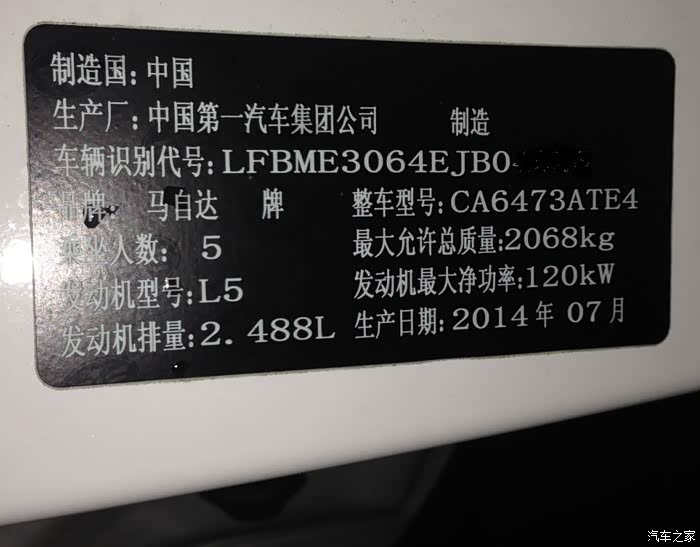 制造国:中国
生产厂:中国第一汽车集团公司 制造
车辆识别代号:LFBME3064EJB0
品牌 马自达 牌 整车型号:CA6473ATE4
乘坐人数: 5 最大允许总质量:2068kg
发动机型号:L5 发动机最大净功率:120kW
发动机排量:2.488L 生产日期:2014年 07月
汽车之家